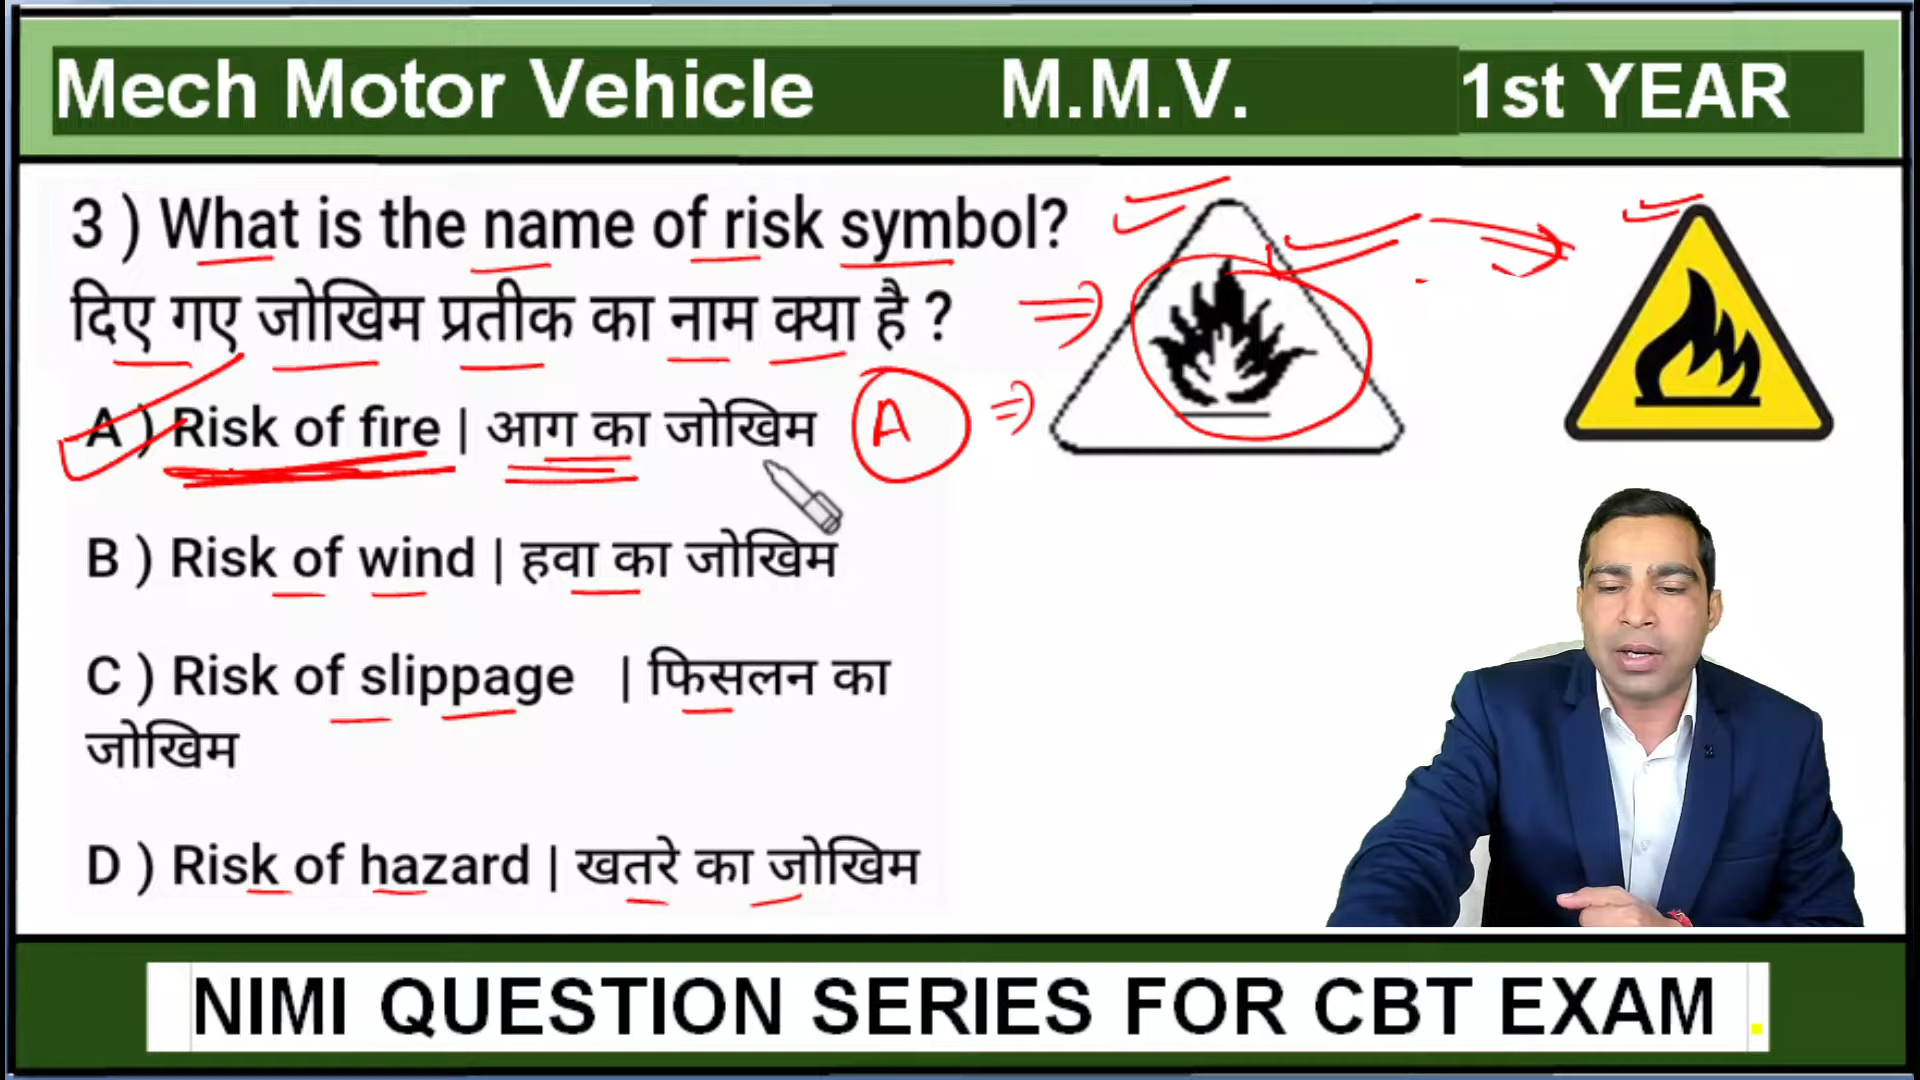 Mech Motor Vehicle M.M.V. 1st YEAR
3 ) What is the name of risk symbol?
दिए गए जोखिम प्रतीक का नाम क्या है ?
A ) Risk of fire | आग का जोखिम A
B ) Risk of wind | हवा का जोखिम
C ) Risk of slippage | फिसलन का
जोखिम
D ) Risk of hazard | खतरे का जोखिम
NIMI QUESTION SERIES FOR CBT EXAM .